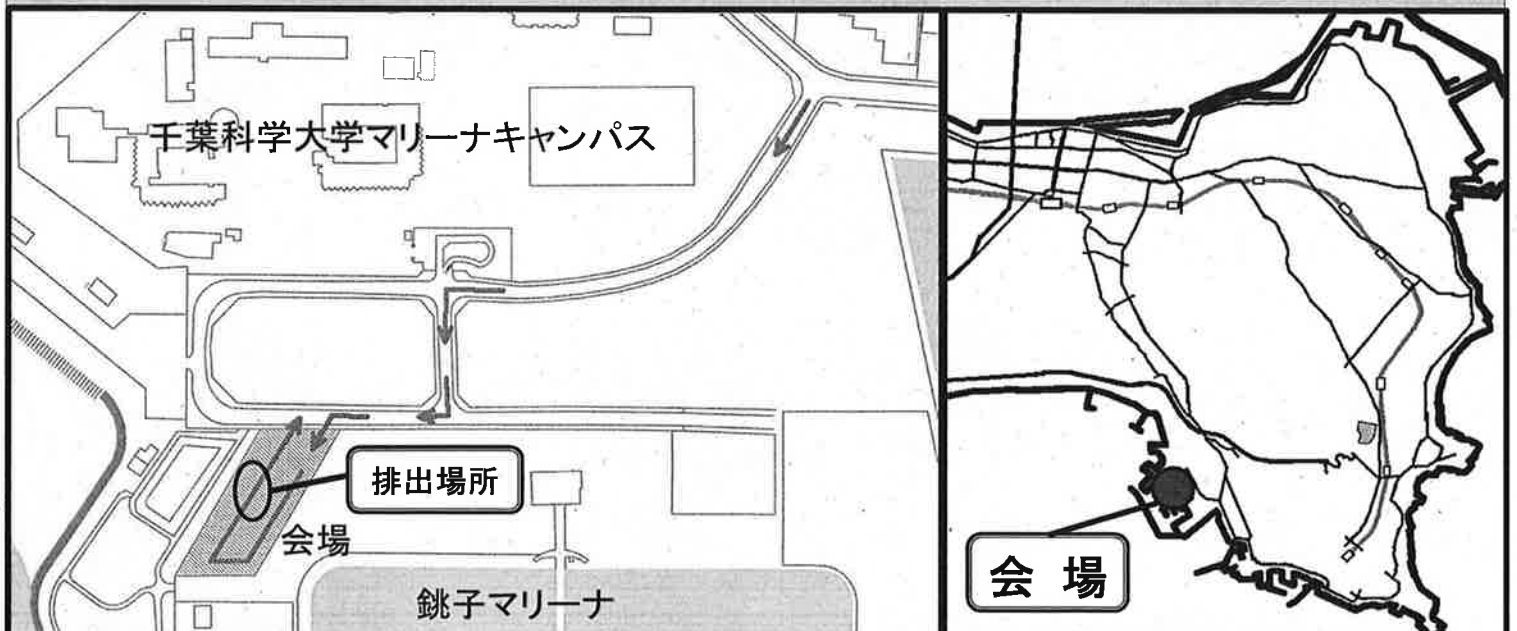 千葉科学大学マリーナキャンパス
排出場所
会場
銚子マリーナ
会 場